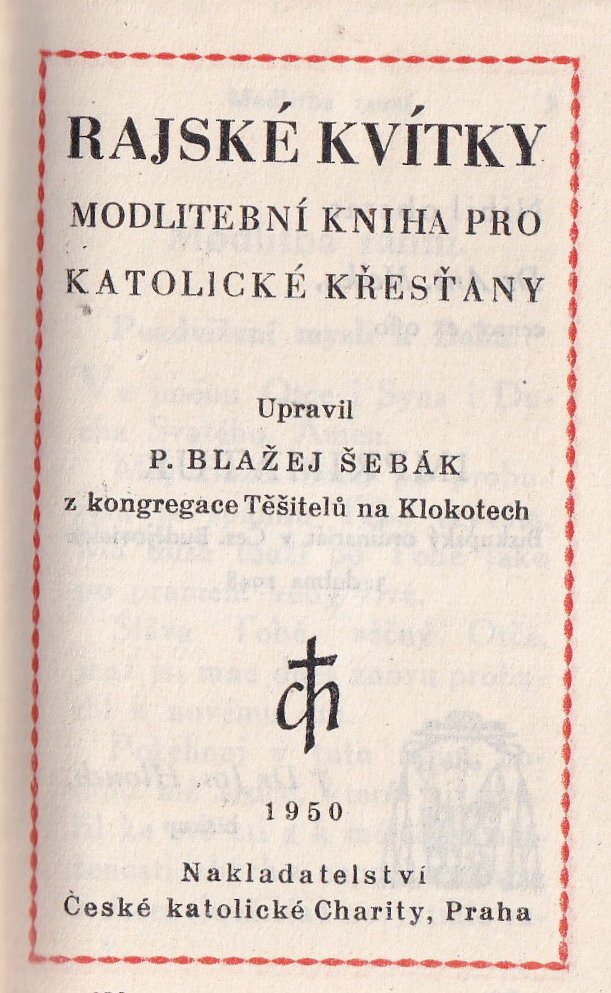 RAJSKÉ KVÍTKY
MODLITEBNÍ KNIHA PRO
KATOLICKÉ KŘESŤANY
Upravil
P. BLAŽEJ ŠEBÁK
z kongregace Těšitelů na Klokotech
ch
1950
Nakladatelství
České katolické Charity, Praha